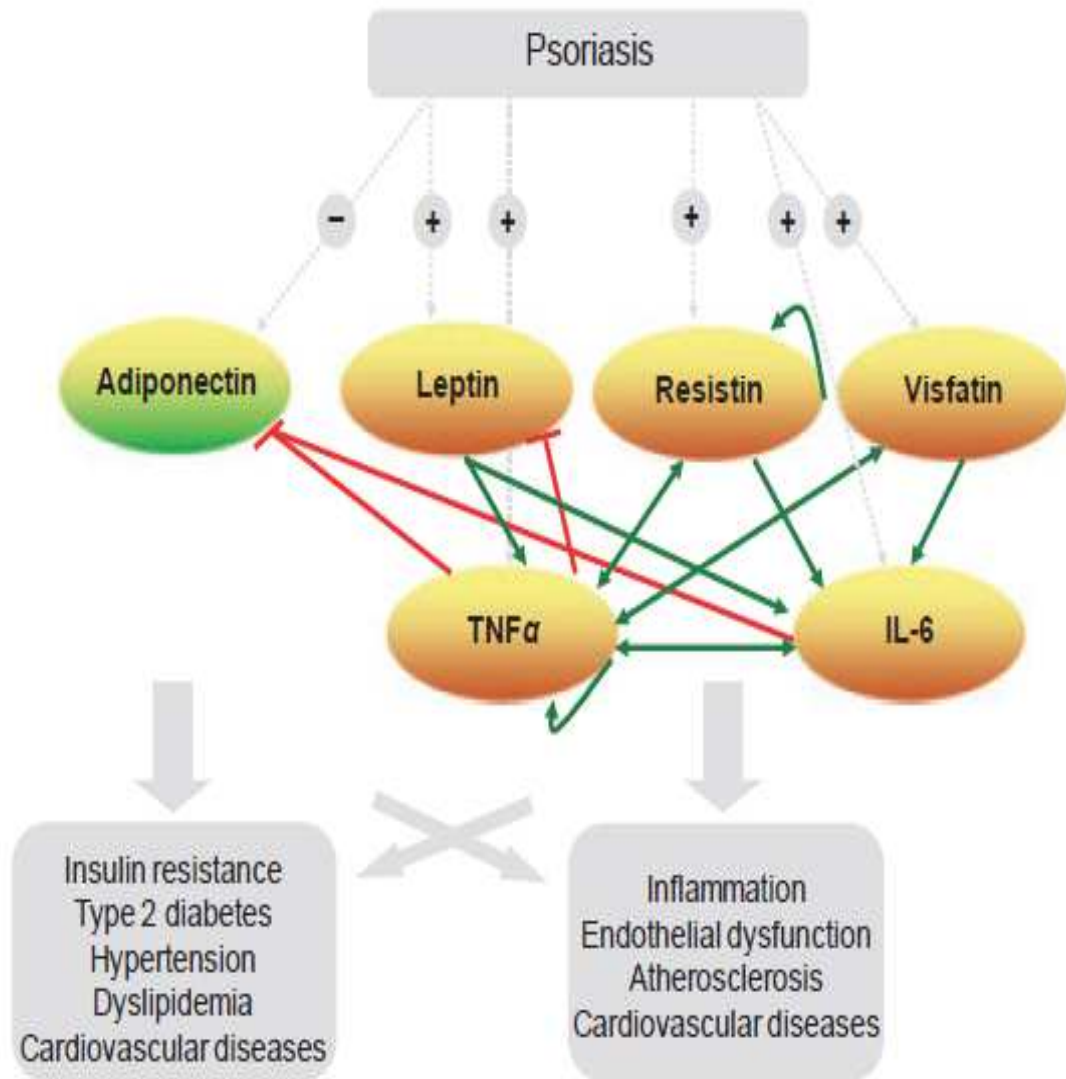 Psoriasis
− + + + + +
Adiponectin Leptin Resistin Visfatin
TNFα IL-6
Insulin resistance
Type 2 diabetes
Hypertension
Dyslipidemia
Cardiovascular diseases
Inflammation
Endothelial dysfunction
Atherosclerosis
Cardiovascular diseases